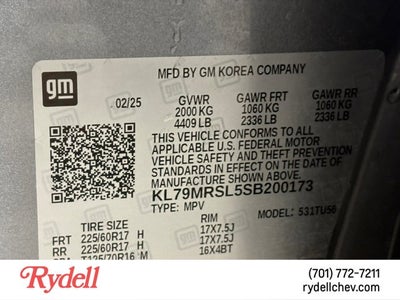 gm
MFD BY GM KOREA COMPANY
02/25 GVWR GAWR FRT GAWR RR
2000 KG 1060 KG 1060 KG
4409 LB 2336 LB 2336 LB
THIS VEHICLE CONFORMS TO ALL
APPLICABLE U.S. FEDERAL MOTOR
VEHICLE SAFETY AND
STANDARDS IN EFFECT ON THE DATE OF
MANUFACTURE SHOWN ABOVE.
KL79MRSL5SB200173
TYPE: MPV MODEL: 531TU56
TIRE SIZE RIM
FRT 225/60R17 H 17X7.5J
RR 225/60R17 H 17X7.5J
T125/70R16 M 16X4BT
Rydell (701) 772-7211
rydellchev.com